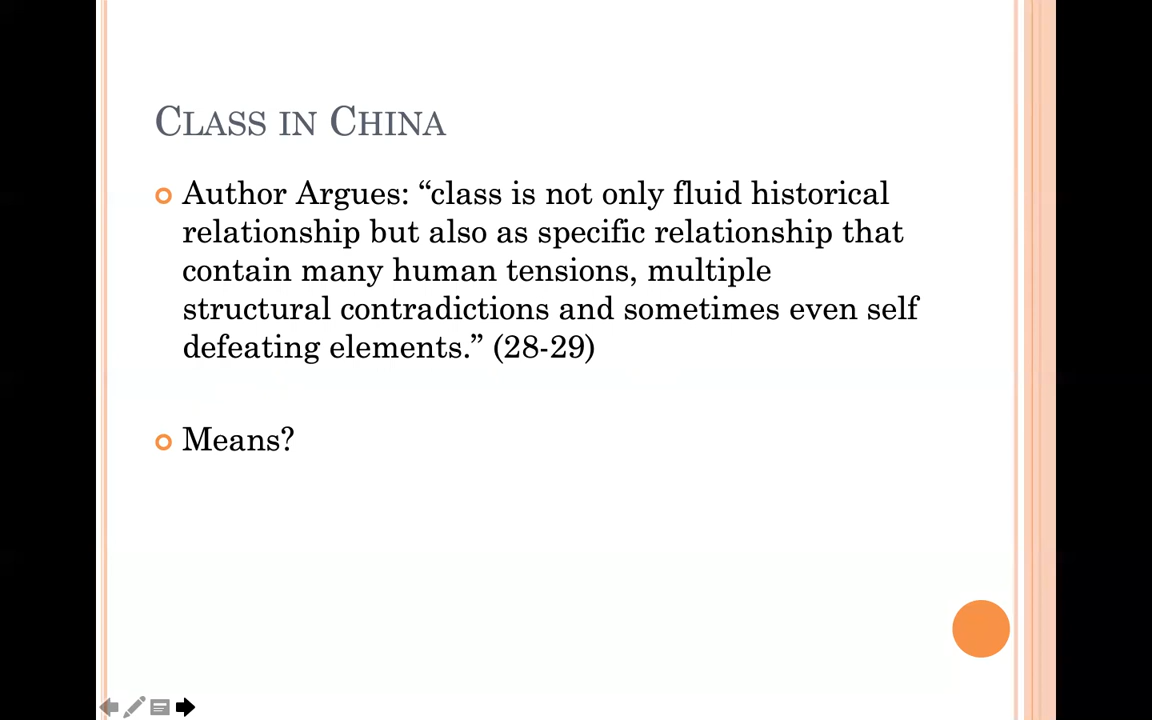 CLASS IN CHINA
Author Argues: “class is not only fluid historical
relationship but also as specific relationship that
contain many human tensions, multiple
structural contradictions and sometimes even self
defeating elements.” (28-29)
Means?